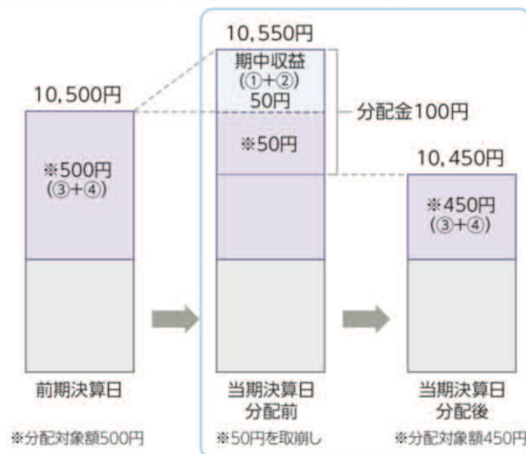 10,550円
期中収益
(①+②)
50円
※50円
分配金100円
10,500円
※500円
(③+④)
10,450円
※450円
(③+④)
前期決算日
当期決算日
分配前
当期決算日
分配後
※分配対象額500円
※50円を取崩し
※分配対象額450円